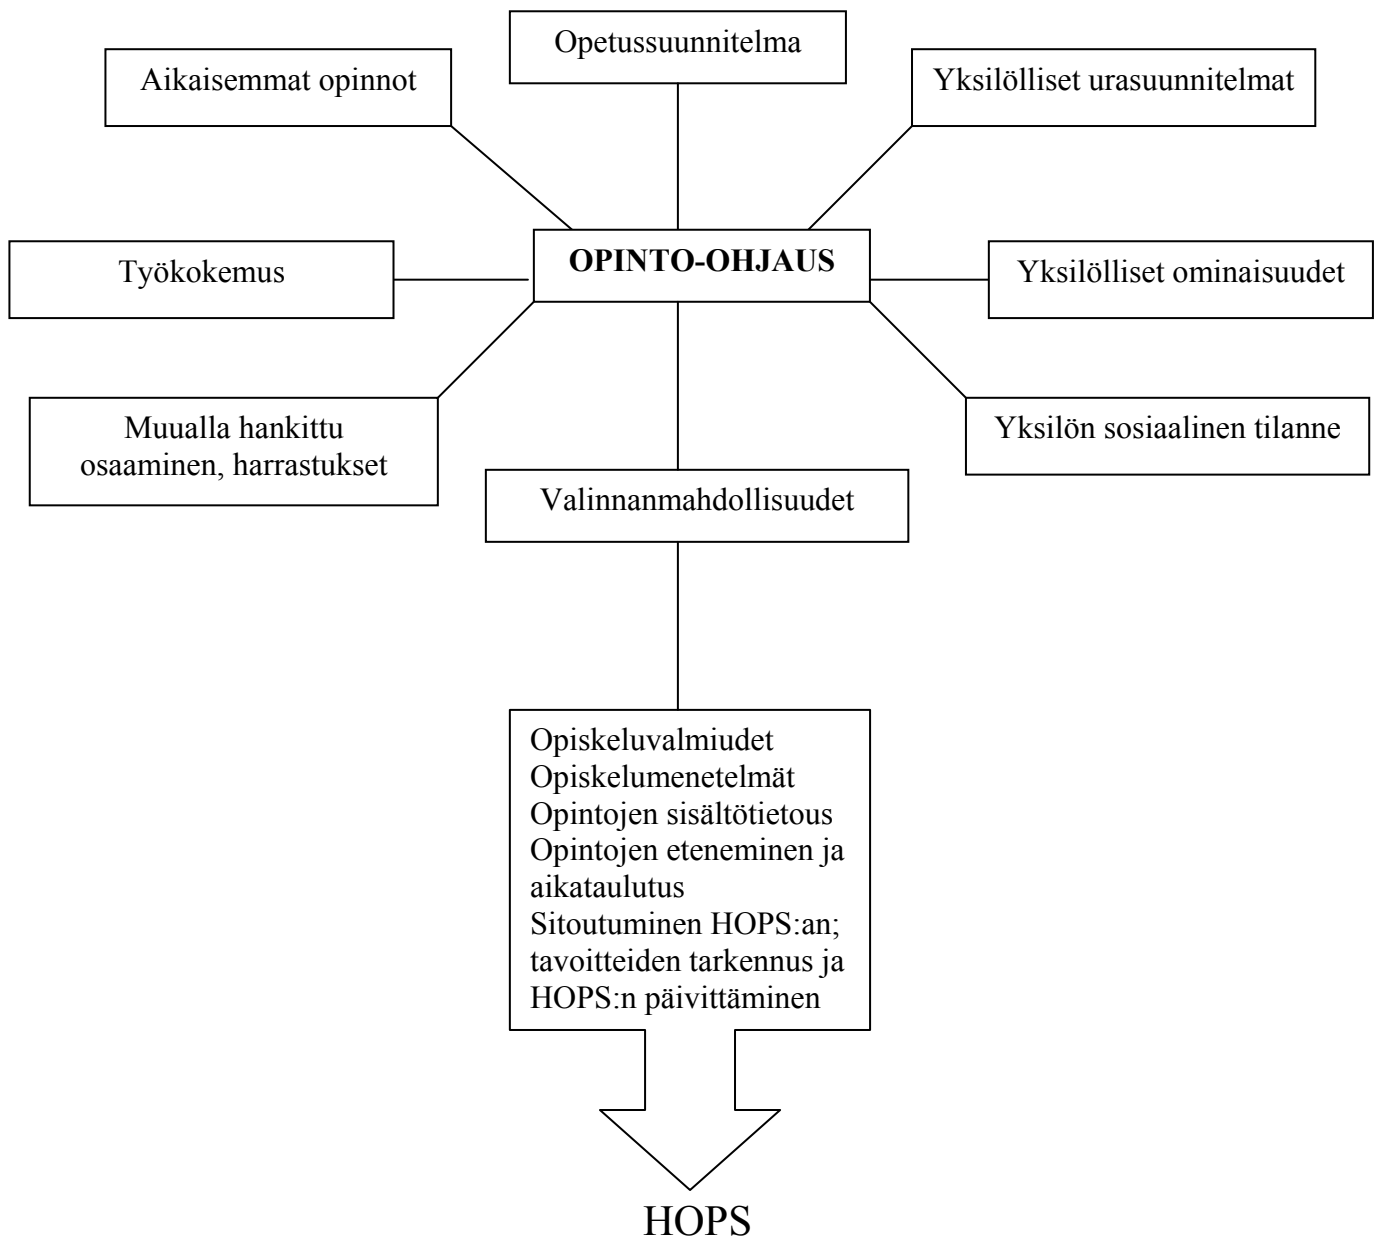 Opetussuunnitelma
Aikaisemmat opinnot
Yksilölliset urasuunnitelmat
OPINTO-OHJAUS
Työkokemus
Yksilölliset ominaisuudet
Muualla hankittu
osaaminen, harrastukset
Yksilön sosiaalinen tilanne
Valinnanmahdollisuudet
Opiskeluvalmiudet
Opiskelumenetelmät
Opintojen sisältötietous
Opintojen eteneminen ja
aikataulutus
Sitoutuminen HOPS:an;
tavoitteiden tarkennus ja
HOPS:n päivittäminen
HOPS